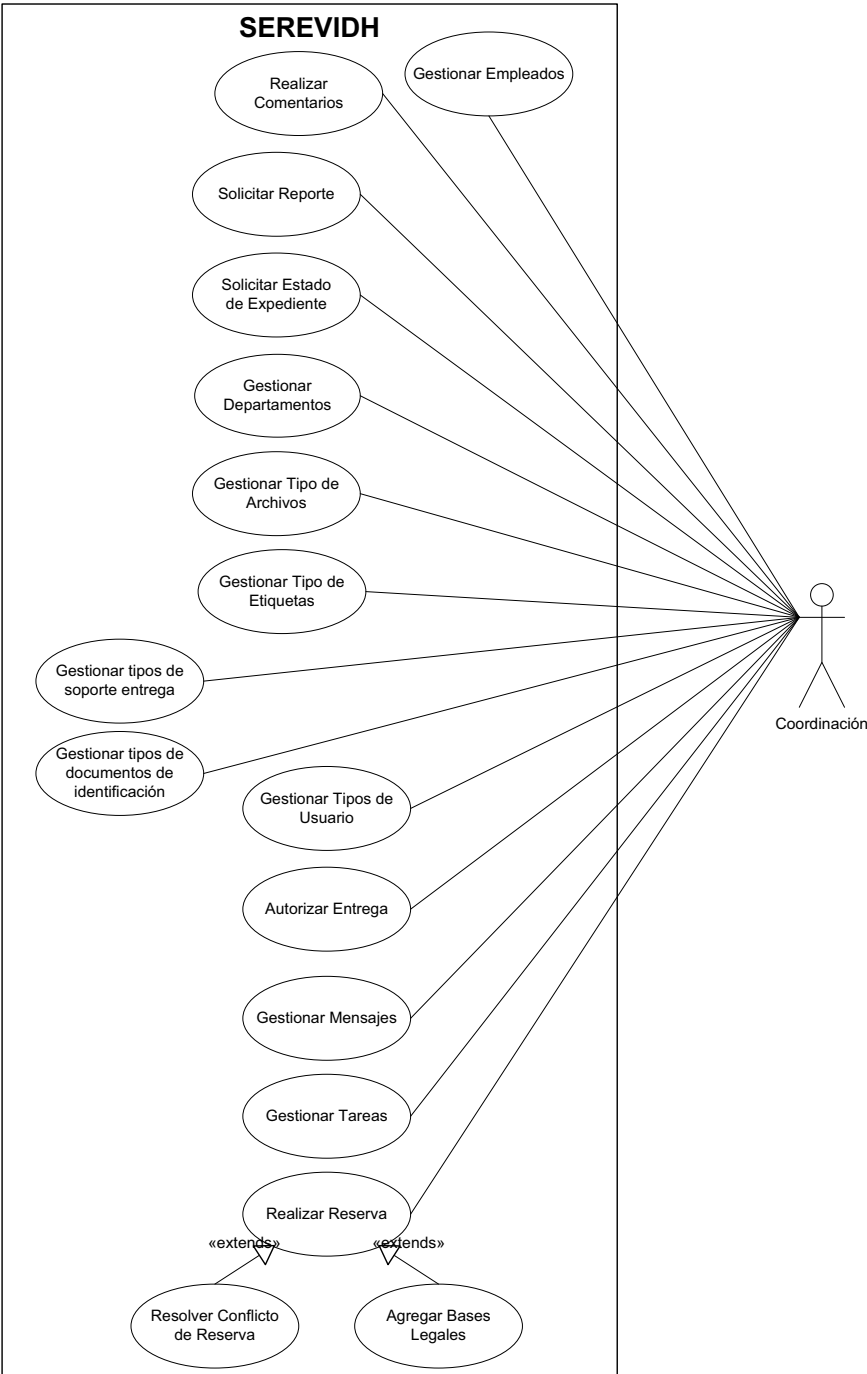 SEREVIDH
Realizar
Comentarios
Gestionar Empleados
Solicitar Reporte
Solicitar Estado
de Expediente
Gestionar
Departamentos
Gestionar Tipo de
Archivos
Gestionar Tipo de
Etiquetas
Gestionar tipos de
soporte entrega
Coordinación
Gestionar tipos de
documentos de
identificación
Gestionar Tipos de
Usuario
Autorizar Entrega
Gestionar Mensajes
Gestionar Tareas
Realizar Reserva
«extends»
«extends»
Resolver Conflicto
de Reserva
Agregar Bases
Legales